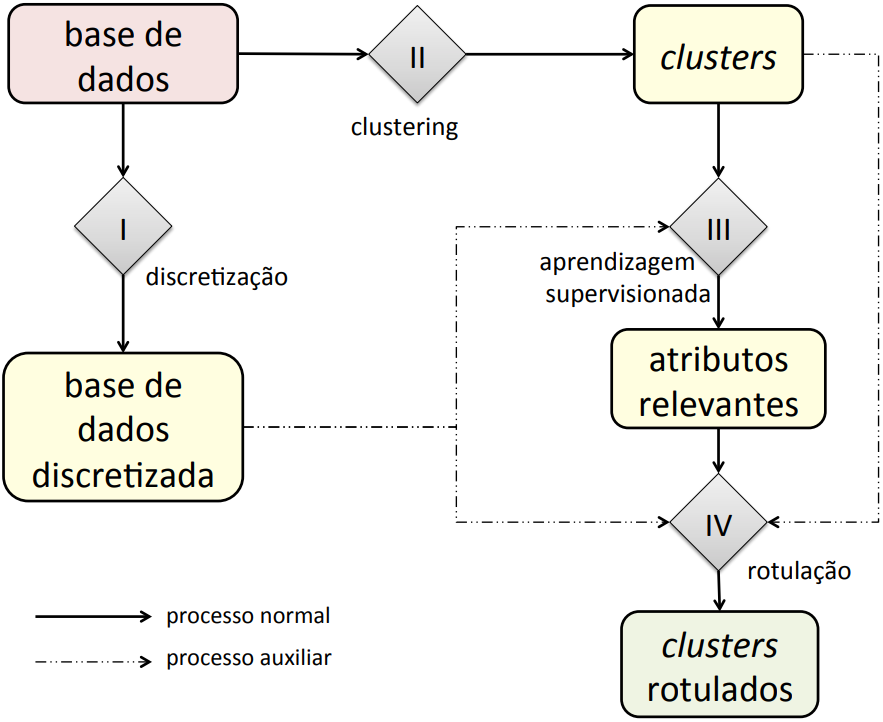 base de
dados
II
clustering
clusters
I
discretização
III
aprendizagem
supervisionada
base de
dados
discretizada
atributos
relevantes
IV
rotulação
clusters
rotulados
processo normal
processo auxiliar